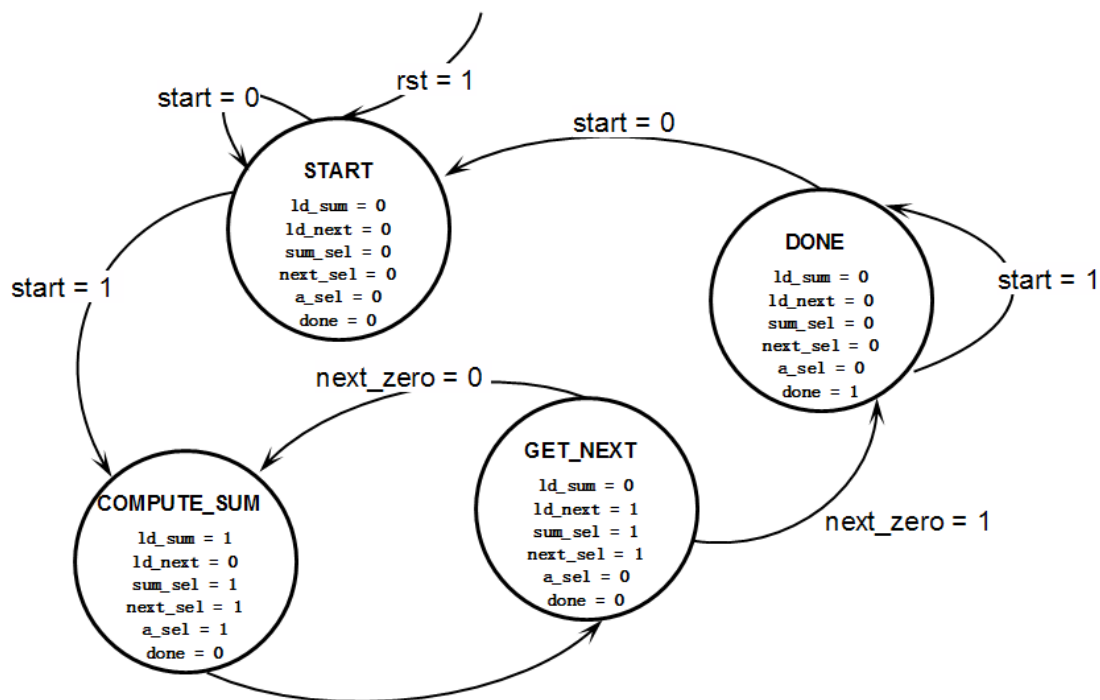 rst = 1
start = 0
start = 0
START
ld_sum = 0
ld_next = 0
sum_sel = 0
next_sel = 0
a_sel = 0
done = 0
DONE
ld_sum = 0
ld_next = 0
sum_sel = 0
next_sel = 0
a_sel = 0
done = 1
start = 1
start = 1
next_zero = 0
GET_NEXT
ld_sum = 0
ld_next = 1
sum_sel = 1
next_sel = 1
a_sel = 0
done = 0
next_zero = 1
COMPUTE_SUM
ld_sum = 1
ld_next = 0
sum_sel = 1
next_sel = 1
a_sel = 1
done = 0